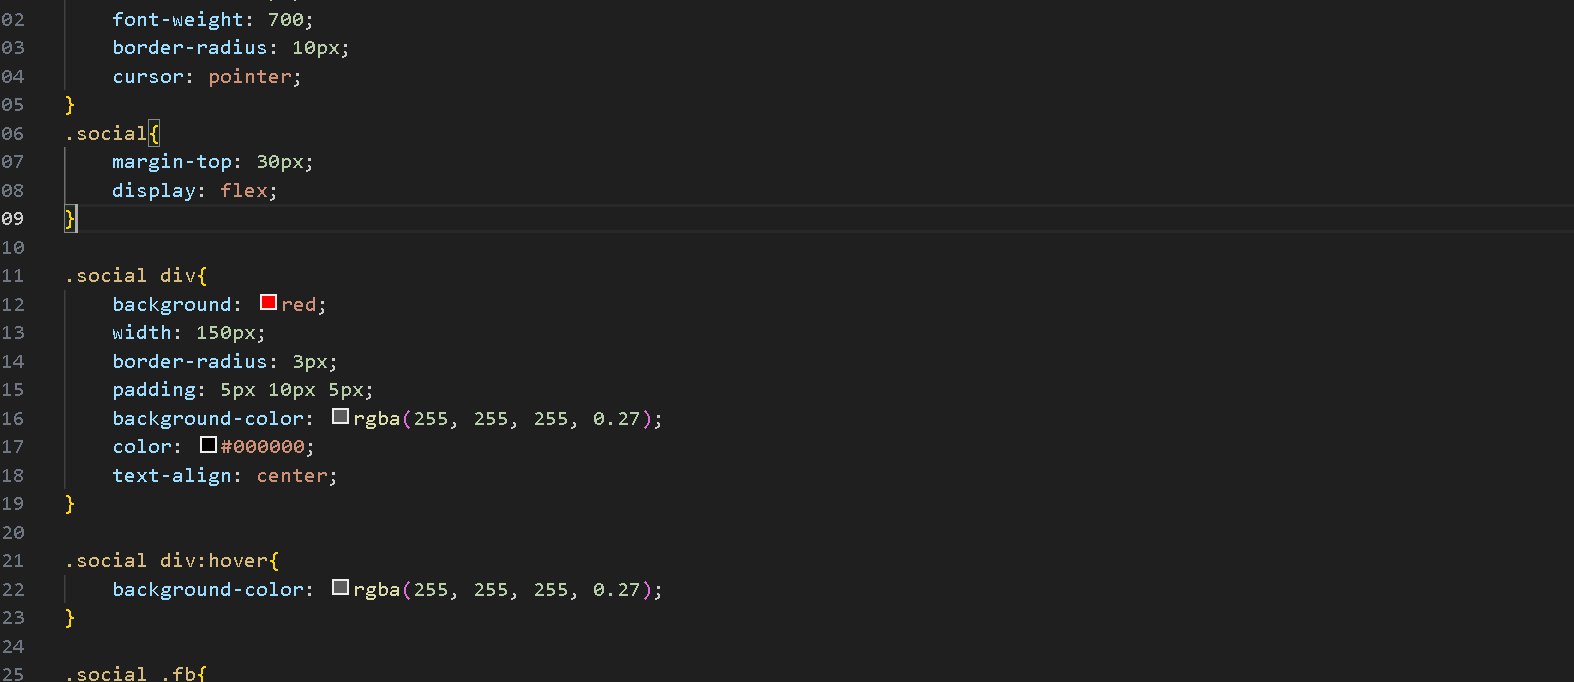 02 font-weight: 700;
03 border-radius: 10px;
04 cursor: pointer;
05 }
06 .social{
07 margin-top: 30px;
08 display: flex;
09 }
10
11 .social div{
12 background: red;
13 width: 150px;
14 border-radius: 3px;
15 padding: 5px 10px 5px;
16 background-color: rgba(255, 255, 255, 0.27);
17 color: #000000;
18 text-align: center;
19 }
20
21 .social div:hover{
22 background-color: rgba(255, 255, 255, 0.27);
23 }
24
25 .social .fb{